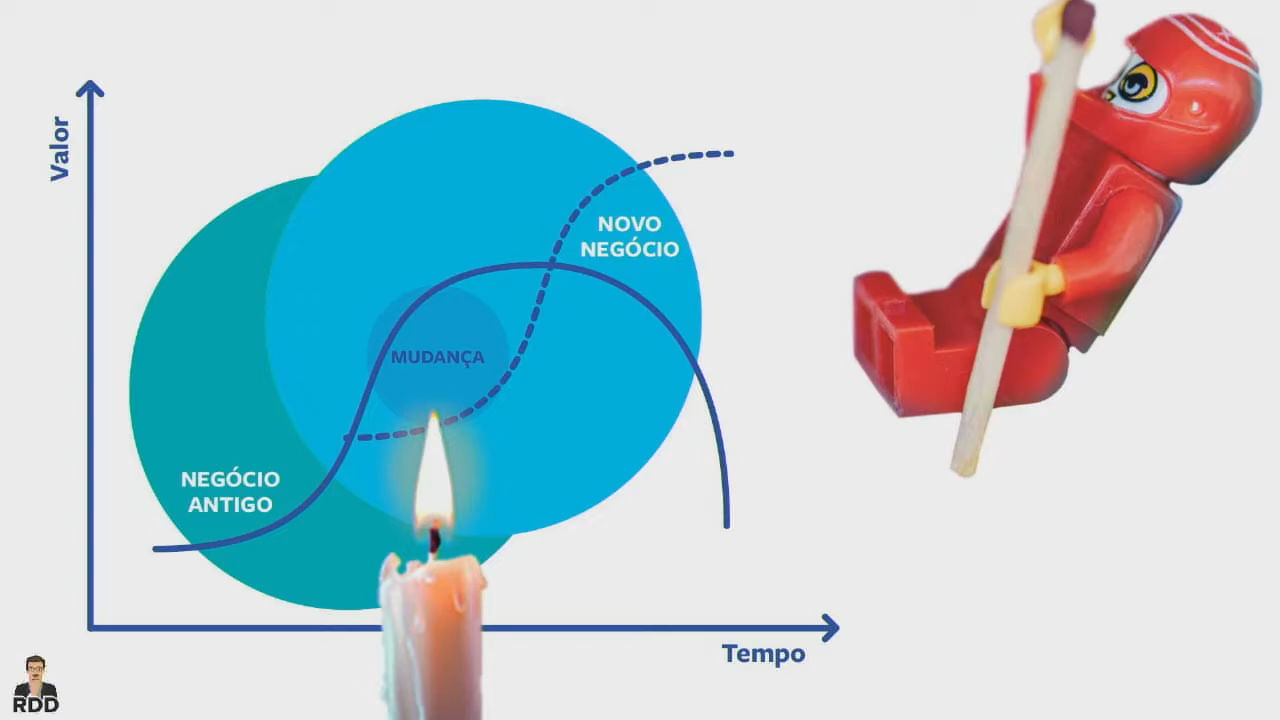 Valor
NOVO
NEGÓCIO
MUDANÇA
NEGÓCIO
ANTIGO
Tempo
RDD